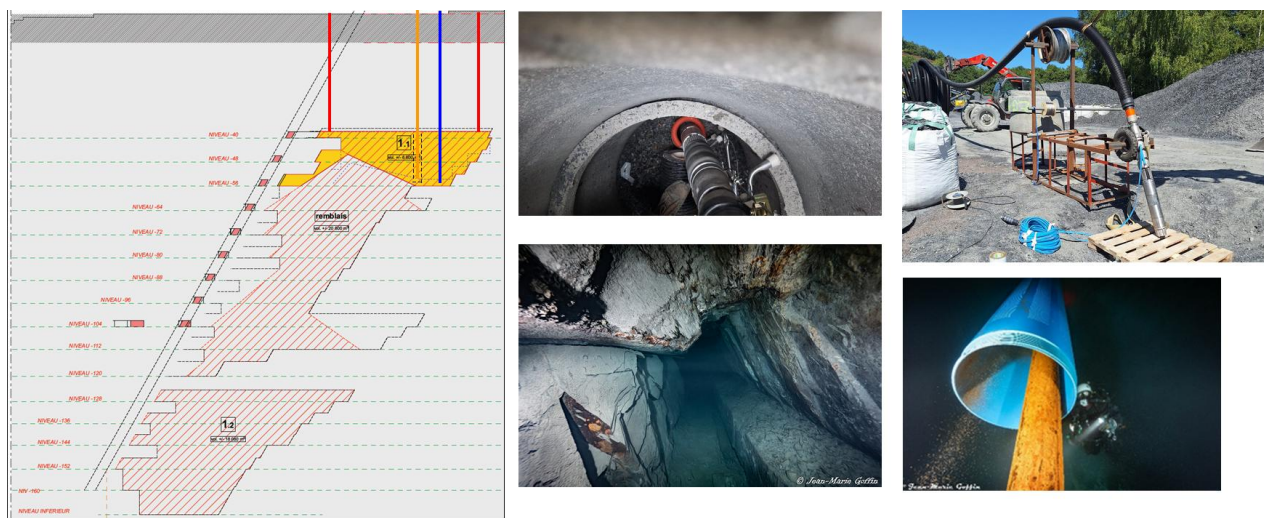 NIVEAU -40
1.1
NIVEAU -48
NIVEAU -56
NIVEAU -64
remblais
NIVEAU -72
NIVEAU -80
NIVEAU -88
NIVEAU -96
NIVEAU -104
NIVEAU -112
NIVEAU -120
NIVEAU -128
NIVEAU -136
1.2
NIVEAU -144
NIVEAU -152
NIV -160
NIVEAU INFERIEUR
© Jean-Marie Goffin
© Jean-Marie Goffin